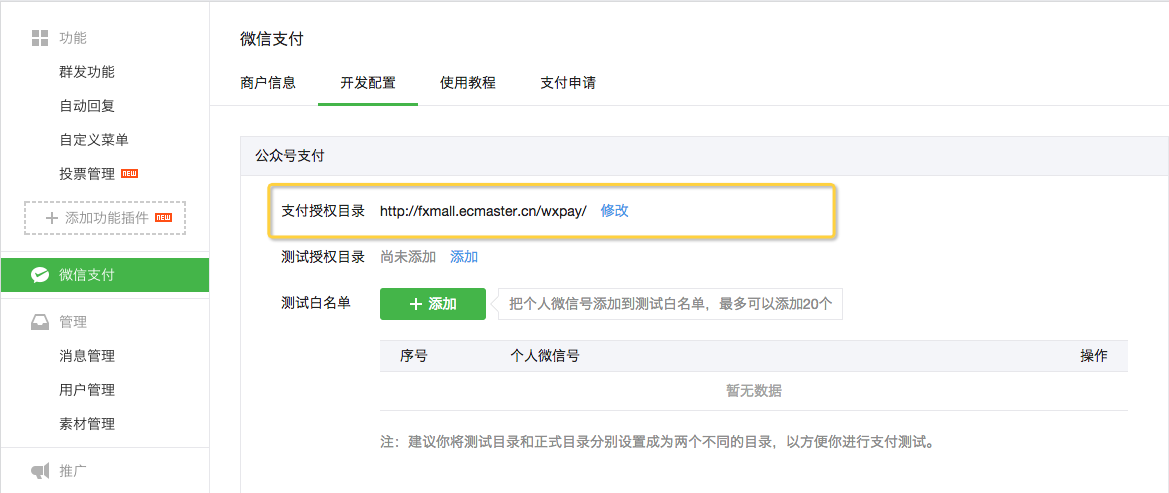 功能
群发功能
自动回复
自定义菜单
投票管理 NEW
+ 添加功能插件 NEW
微信支付
管理
消息管理
用户管理
素材管理
推广
微信支付
商户信息 开发配置 使用教程 支付申请
公众号支付
支付授权目录 http://fxmall.ecmaster.cn/wxpay/ 修改
测试授权目录 尚未添加 添加
测试白名单 + 添加 把个人微信号添加到测试白名单，最多可以添加20个
序号 个人微信号 操作
暂无数据
注：建议你将测试目录和正式目录分别设置成为两个不同的目录，以方便你进行支付测试。